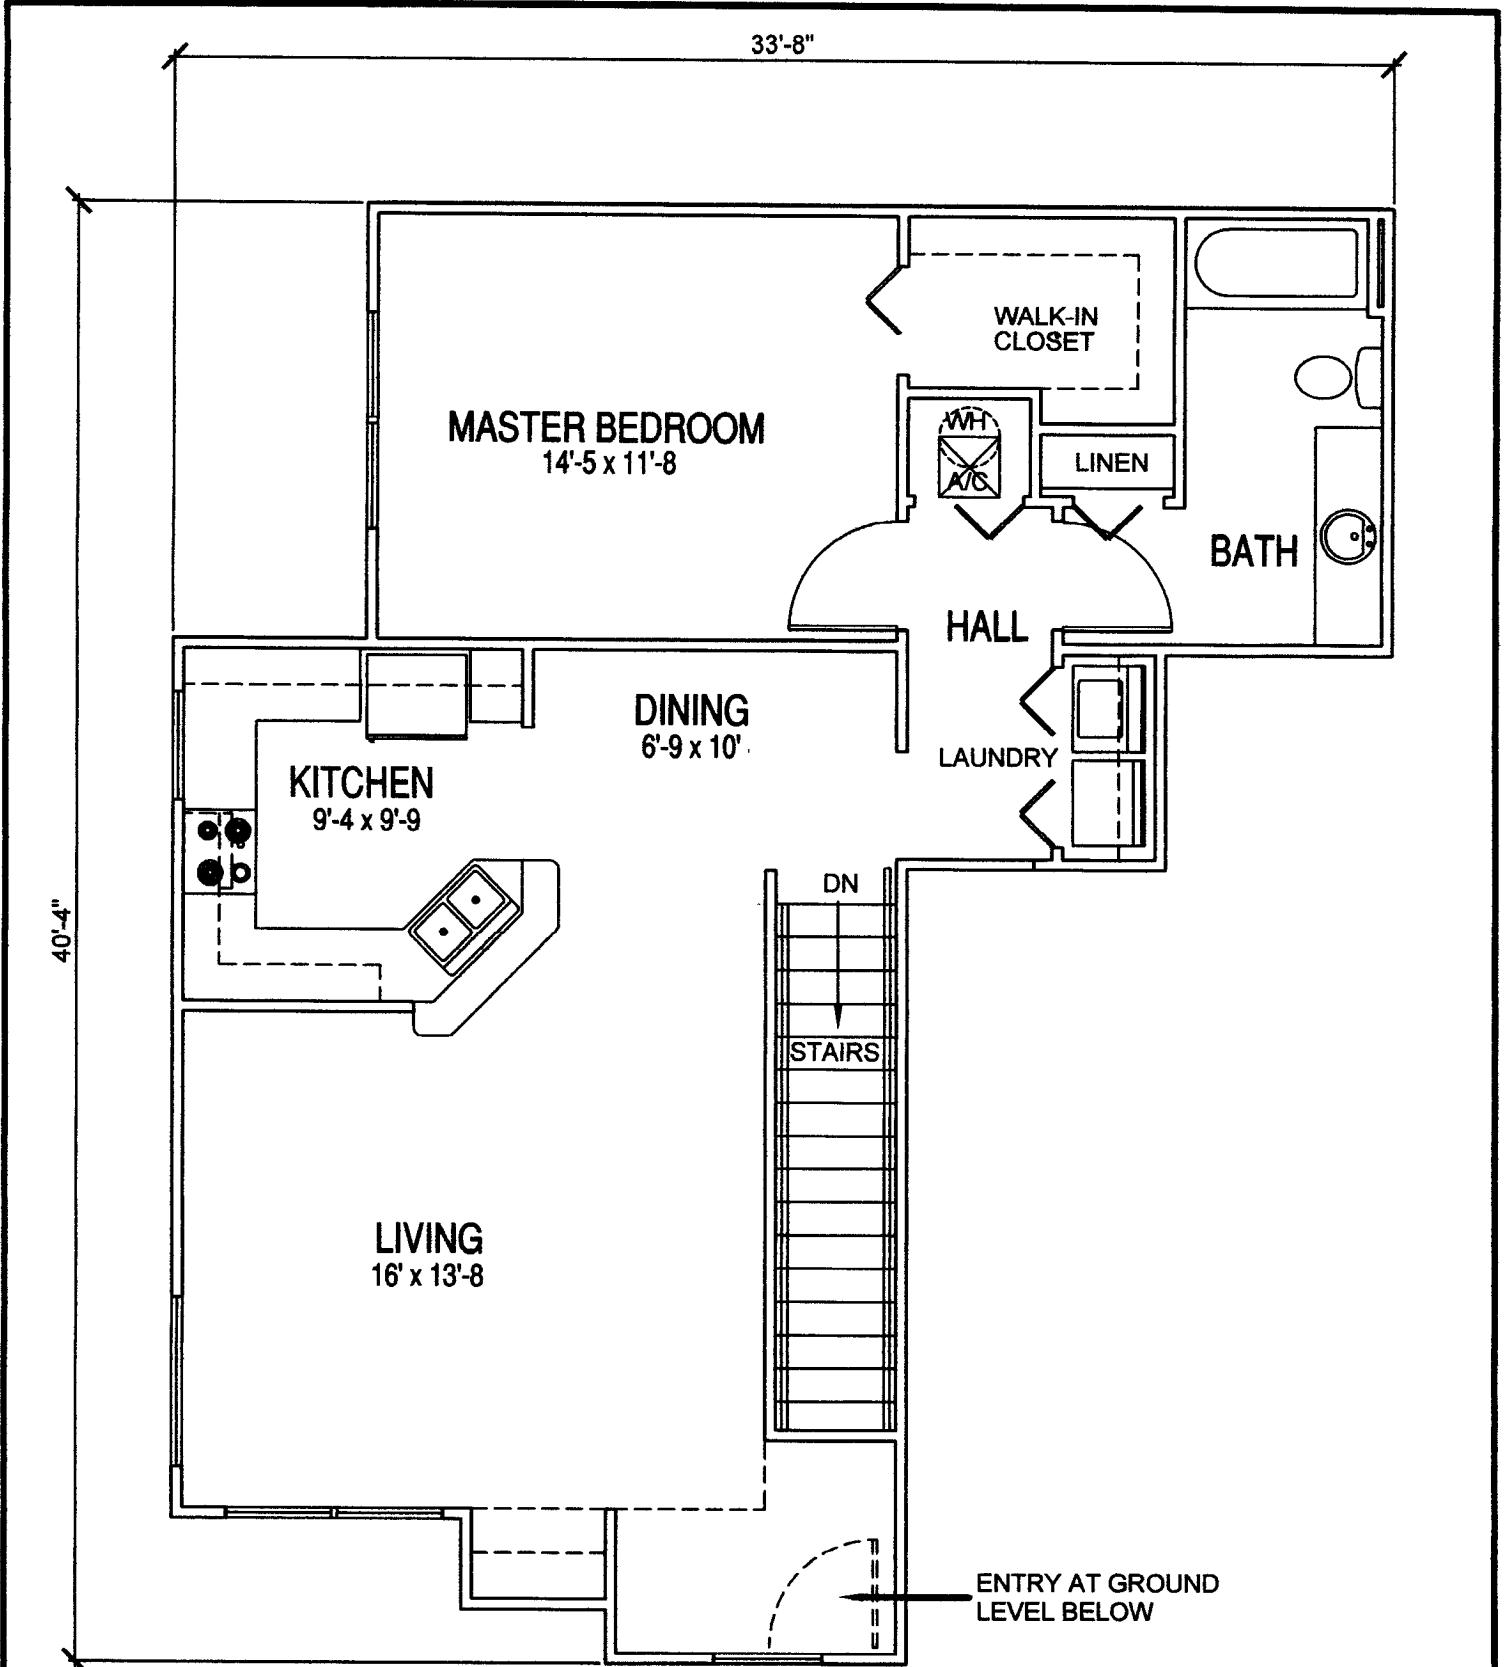 33'-8"
WALK-IN
CLOSET
MASTER BEDROOM
14'-5 x 11'-8
WH
A/C
LINEN
BATH
HALL
DINING
6'-9 x 10'
LAUNDRY
KITCHEN
9'-4 x 9'-9
DN
40'-4"
STAIRS
LIVING
16' x 13'-8
ENTRY AT GROUND
LEVEL BELOW